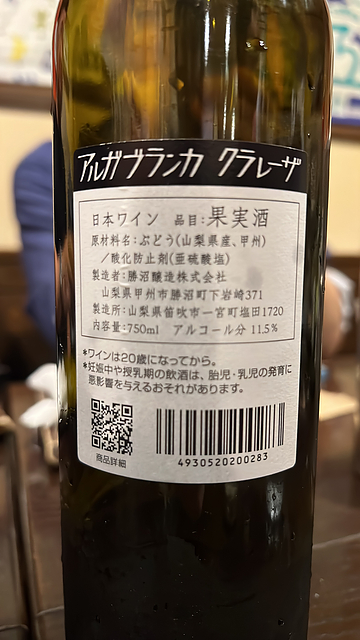 アルガブランカ クラレーザ
日本ワイン 品目:果実酒
原材料名:ぶどう(山梨県産、甲州)
/酸化防止剤(亜硫酸塩)
製造者:勝沼醸造株式会社
山梨県甲州市勝沼町下岩崎371
製造所:山梨県笛吹市一宮町塩田1720
内容量:750ml アルコール分 11.5%
*ワインは20歳になってから。
*妊娠中や授乳期の飲酒は、胎児・乳児の発育に
悪影響を与えるおそれがあります。
商品詳細
4930520200283